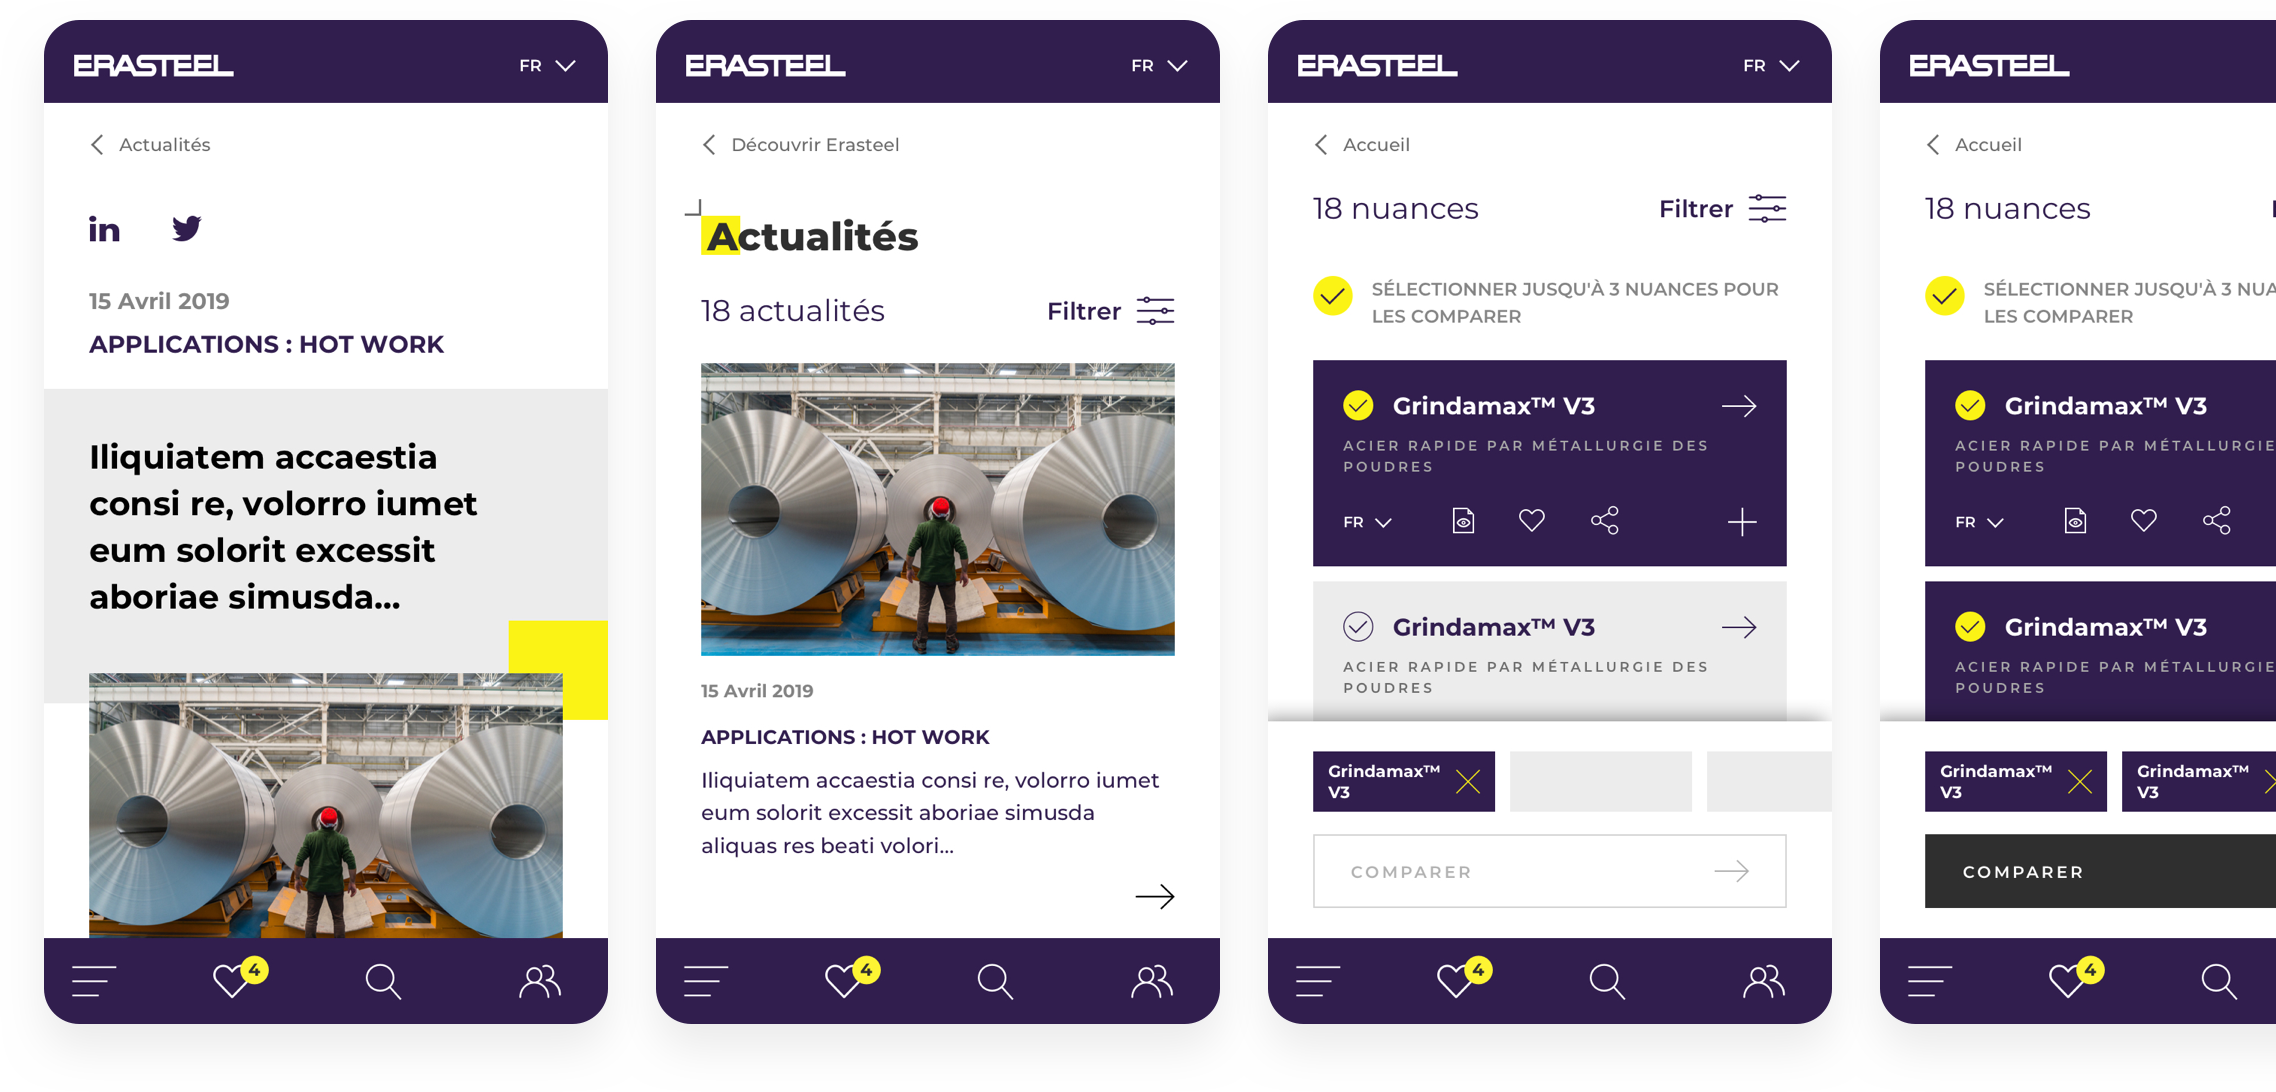 ERASTEEL
FR
Actualités
15 Avril 2019
APPLICATIONS : HOT WORK
Iliquiatem accaestia
consi re, volorro iumet
eum solorit excessit
aboriae simusda...
4
ERASTEEL
FR
Découvrir Erasteel
Actualités
18 actualités
Filtrer
15 Avril 2019
APPLICATIONS : HOT WORK
Iliquiatem accaestia consi re, volorro iumet
eum solorit excessit aboriae simusda
aliquas res beati volori...
4
ERASTEEL
FR
Accueil
18 nuances
Filtrer
SÉLECTIONNER JUSQU'À 3 NUANCES POUR
LES COMPARER
Grindamax™ V3
ACIER RAPIDE PAR MÉTALLURGIE DES
POUDRES
FR
Grindamax™ V3
ACIER RAPIDE PAR MÉTALLURGIE DES
POUDRES
Grindamax™
V3
COMPARER
4
ERASTEEL
Accueil
18 nuances
SÉLECTIONNER JUSQU'À 3 NUA
LES COMPARER
Grindamax™ V3
ACIER RAPIDE PAR MÉTALLURGIE
POUDRES
FR
Grindamax™ V3
ACIER RAPIDE PAR MÉTALLURGIE
POUDRES
Grindamax™
V3
Grindamax™
V3
COMPARER
4